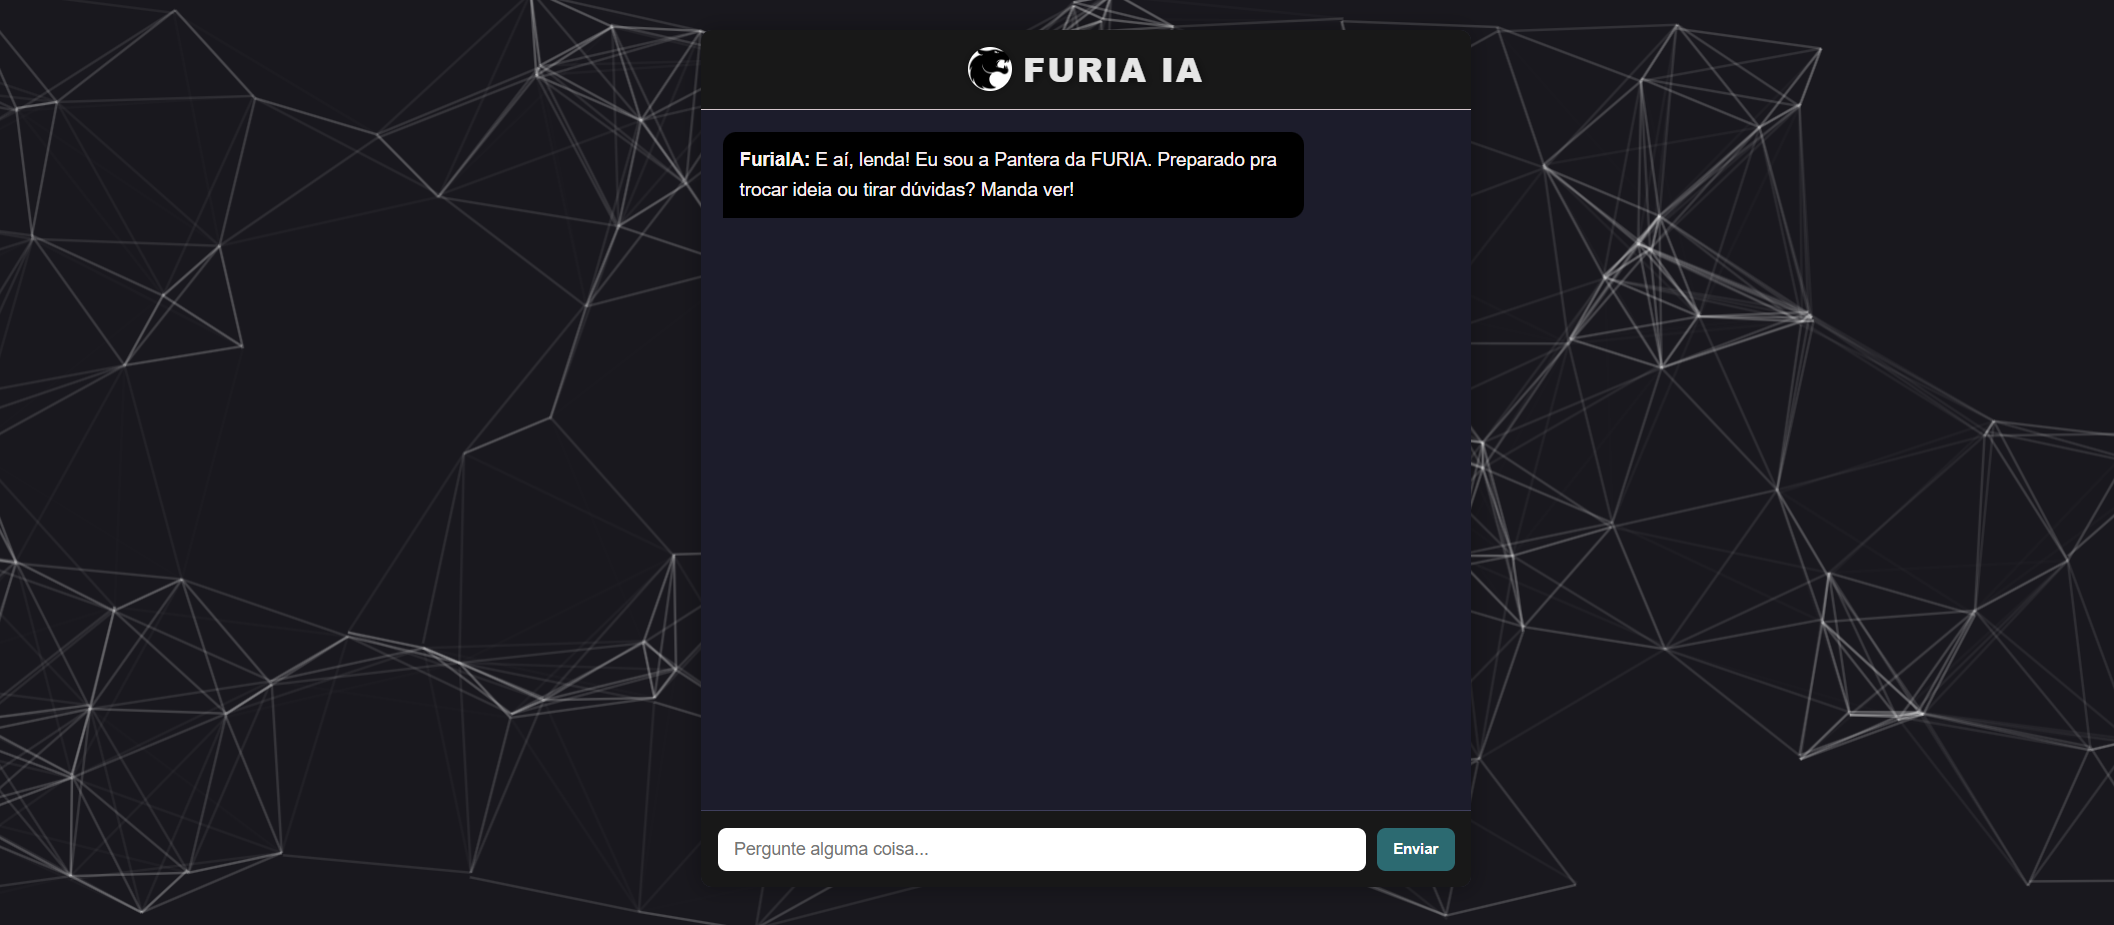 FURIA IA
FuriaIA: E aí, lenda! Eu sou a Pantera da FURIA. Preparado pra
trocar ideia ou tirar dúvidas? Manda ver!
Pergunte alguma coisa...
Enviar